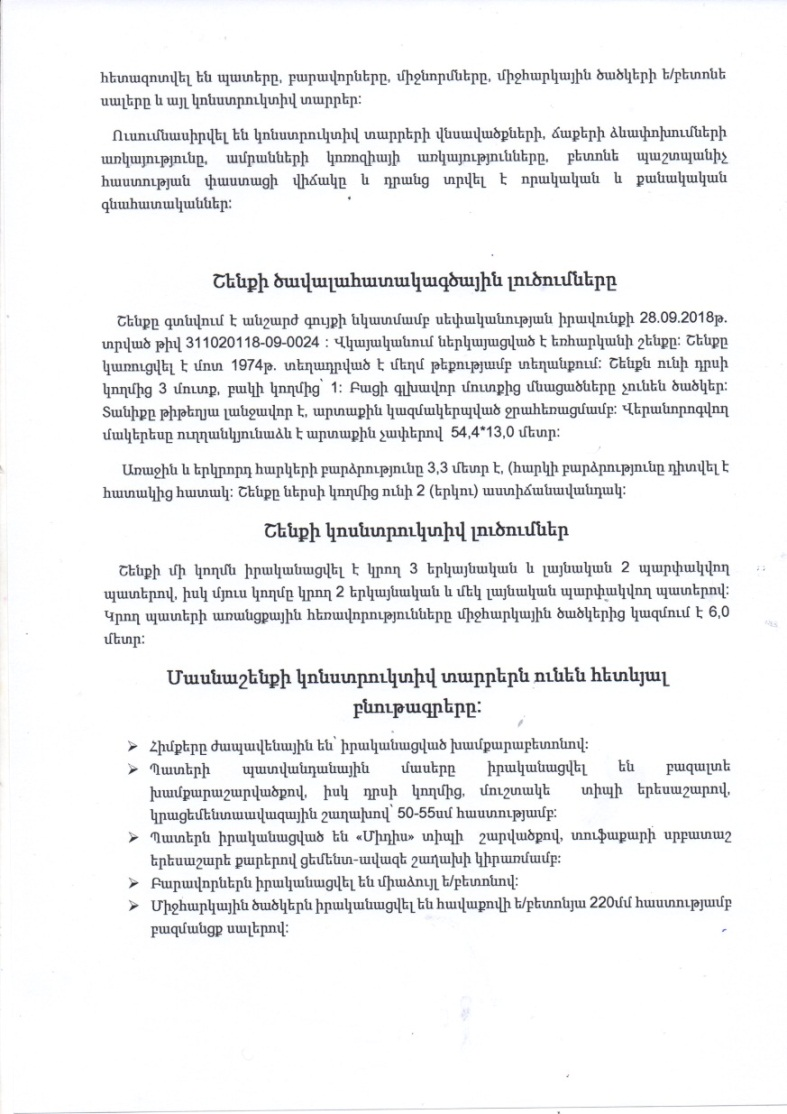 հետազոտվել են պատերը, բարավորները, միջնորմները, միջհարկային ծածկերի ե/բետոնե
սալերը և այլ կոնստրուկտիվ տարրեր:
Ուսումնասիրվել են կոնստրուկտիվ տարրերի վնսավածքների, ճաքերի ձևափոխումների
առկայությունը, ամրանների կոռոզիայի առկայությունները, բետոնե պաշտպանիչ
հաստության փաստացի վիճակը և դրանց տրվել է որակական և քանակական
գնահատականներ:
Շենքի ծավալահատակագծային լուծումները
Շենքը գտնվում է անշարժ գույքի նկատմամբ սեփականության իրավունքի 28.09.2018թ.
տրված թիվ 311020118-09-0024 : Վկայականում ներկայացված է եռհարկանի շենքը: Շենքը
կառուցվել է մոտ 1974թ. տեղադրված է մեղմ թեքությամբ տեղանքում: Շենքն ունի դրսի
կողմից 3 մուտք, բակի կողմից՝ 1: Բացի գլխավոր մուտքից մնացածները չունեն ծածկեր:
Տանիքը թիթեղյա լանջավոր է, արտաքին կազմակերպված ջրահեռացմամբ: Վերանորոգվող
մակերեսը ուղղանկյունաձև է արտաքին չափերով 54,4*13,0 մետր:
Առաջին և երկրորդ հարկերի բարձրությունը 3,3 մետր է, (հարկի բարձրությունը դիտվել է
հատակից հատակ: Շենքը ներսի կողմից ունի 2 (երկու) աստիճանավանդակ:
Շենքի կոսնտրուկտիվ լուծումներ
Շենքի մի կողմն իրականացվել է կրող 3 երկայնական և լայնական 2 պարփակվող
պատերով, իսկ մյուս կողմը կրող 2 երկայնական և մեկ լայնական պարփակվող պատերով:
Կրող պատերի առանցքային հեռավորությունները միջհարկային ծածկերից կազմում է 6,0
մետր:
Մասնաշենքի կոնստրուկտիվ տարրերն ունեն հետևյալ
բնութագրերը:
➢ Հիմքերը ժապավենային են՝ իրականացված խամքարաբետոնով:
➢ Պատերի պատվանդանային մասերը իրականացվել են բազալտե
խամքարաշարվածքով, իսկ դրսի կողմից, մուշտակե տիպի երեսաշարով,
կրացեմենտաավազային շաղախով՝ 50-55սմ հաստությամբ:
➢ Պատերն իրականացված են «Միդիս» տիպի շարվածքով, տուֆաքարի սրբատաշ
երեսաշարե քարերով ցեմենտ-ավազե շաղախի կիրառմամբ:
➢ Բարավորներն իրականացվել են միաձույլ ե/բետոնով:
➢ Միջհարկային ծածկերն իրականացվել են հավաքովի ե/բետոնյա 220մմ հաստությամբ
բազմանցք սալերով: